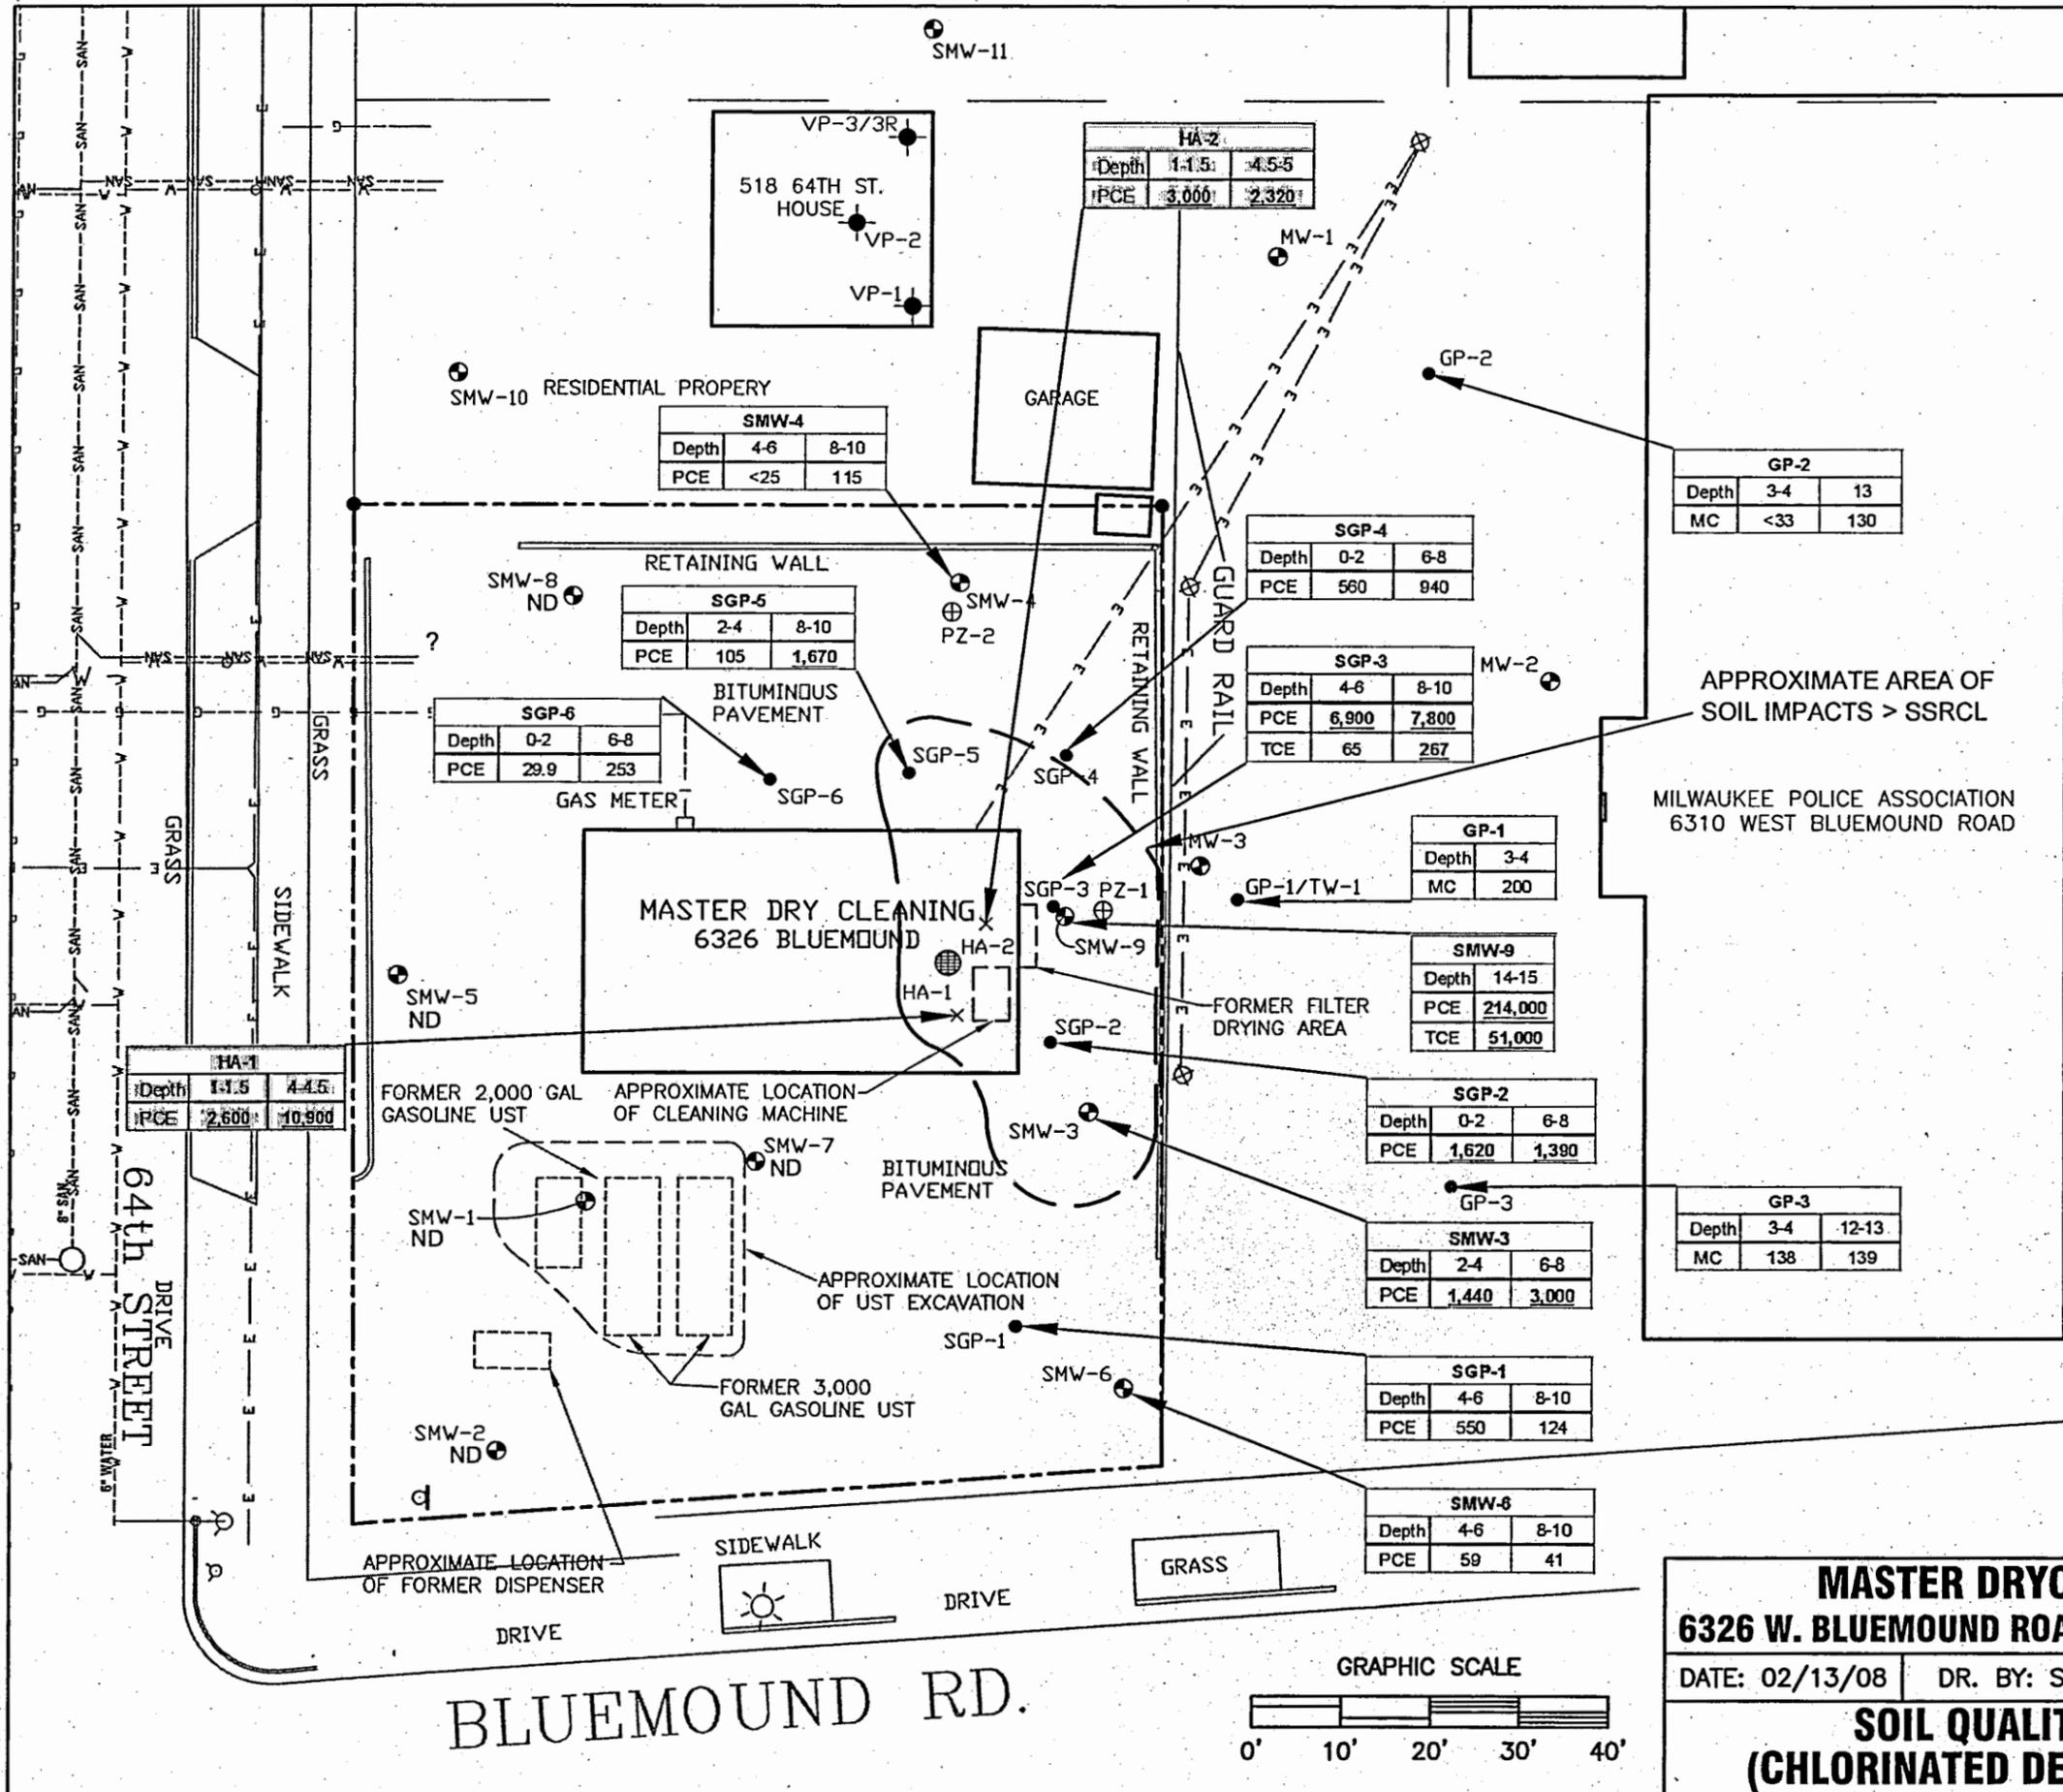 SMW-11
VP-3/3R
518 64TH ST.
HOUSE
VP-2
VP-1
HA-2
Depth 1-1.5 4.5-5
PCE 3,000 2,320
MW-1
GP-2
SMW-10
RESIDENTIAL PROPERY
GARAGE
SMW-4
Depth 4-6 8-10
PCE <25 115
GP-2
Depth 3-4 13
MC <33 130
RETAINING WALL
SMW-8
ND
SMW-4
PZ-2
SGP-4
Depth 0-2 6-8
PCE 560 940
GUARD RAIL
RETAINING WALL
SGP-5
Depth 2-4 8-10
PCE 105 1,670
?
BITUMINOUS
PAVEMENT
SGP-3
Depth 4-6 8-10
PCE 6,900 7,800
TCE 65 267
MW-2
APPROXIMATE AREA OF
SOIL IMPACTS > SSRCL
SGP-6
Depth 0-2 6-8
PCE 29.9 253
SGP-5
SGP-4
SGP-6
GAS METER
GRASS
GRASS
SIDEWALK
MILWAUKEE POLICE ASSOCIATION
6310 WEST BLUEMOUND ROAD
MW-3
GP-1
Depth 3-4
MC 200
SGP-3 PZ-1
GP-1/TW-1
MASTER DRY CLEANING
6326 BLUEMOUND
HA-2
HA-1
SMW-9
SMW-9
Depth 14-15
PCE 214,000
TCE 51,000
SMW-5
ND
FORMER FILTER
DRYING AREA
SGP-2
HA-1
Depth 1-1.5 4-4.5
PCE 2,600 10,900
FORMER 2,000 GAL
GASOLINE UST
APPROXIMATE LOCATION
OF CLEANING MACHINE
SGP-2
Depth 0-2 6-8
PCE 1,620 1,390
SMW-3
SMW-7
ND
BITUMINOUS
PAVEMENT
GP-3
GP-3
Depth 3-4 12-13
MC 138 139
SMW-1
ND
SMW-3
Depth 2-4 6-8
PCE 1,440 3,000
APPROXIMATE LOCATION
OF UST EXCAVATION
SGP-1
SGP-1
Depth 4-6 8-10
PCE 550 124
SMW-6
FORMER 3,000
GAL GASOLINE UST
SMW-2
ND
8" SAN
SAN
64th STREET
DRIVE
6" WATER
SMW-6
Depth 4-6 8-10
PCE 59 41
APPROXIMATE LOCATION
OF FORMER DISPENSER
SIDEWALK
GRASS
DRIVE
DRIVE
BLUEMOUND RD.
GRAPHIC SCALE
0' 10' 20' 30' 40'
MASTER DRYC
6326 W. BLUEMOUND ROA
DATE: 02/13/08 DR. BY: S
SOIL QUALIT
(CHLORINATED DE